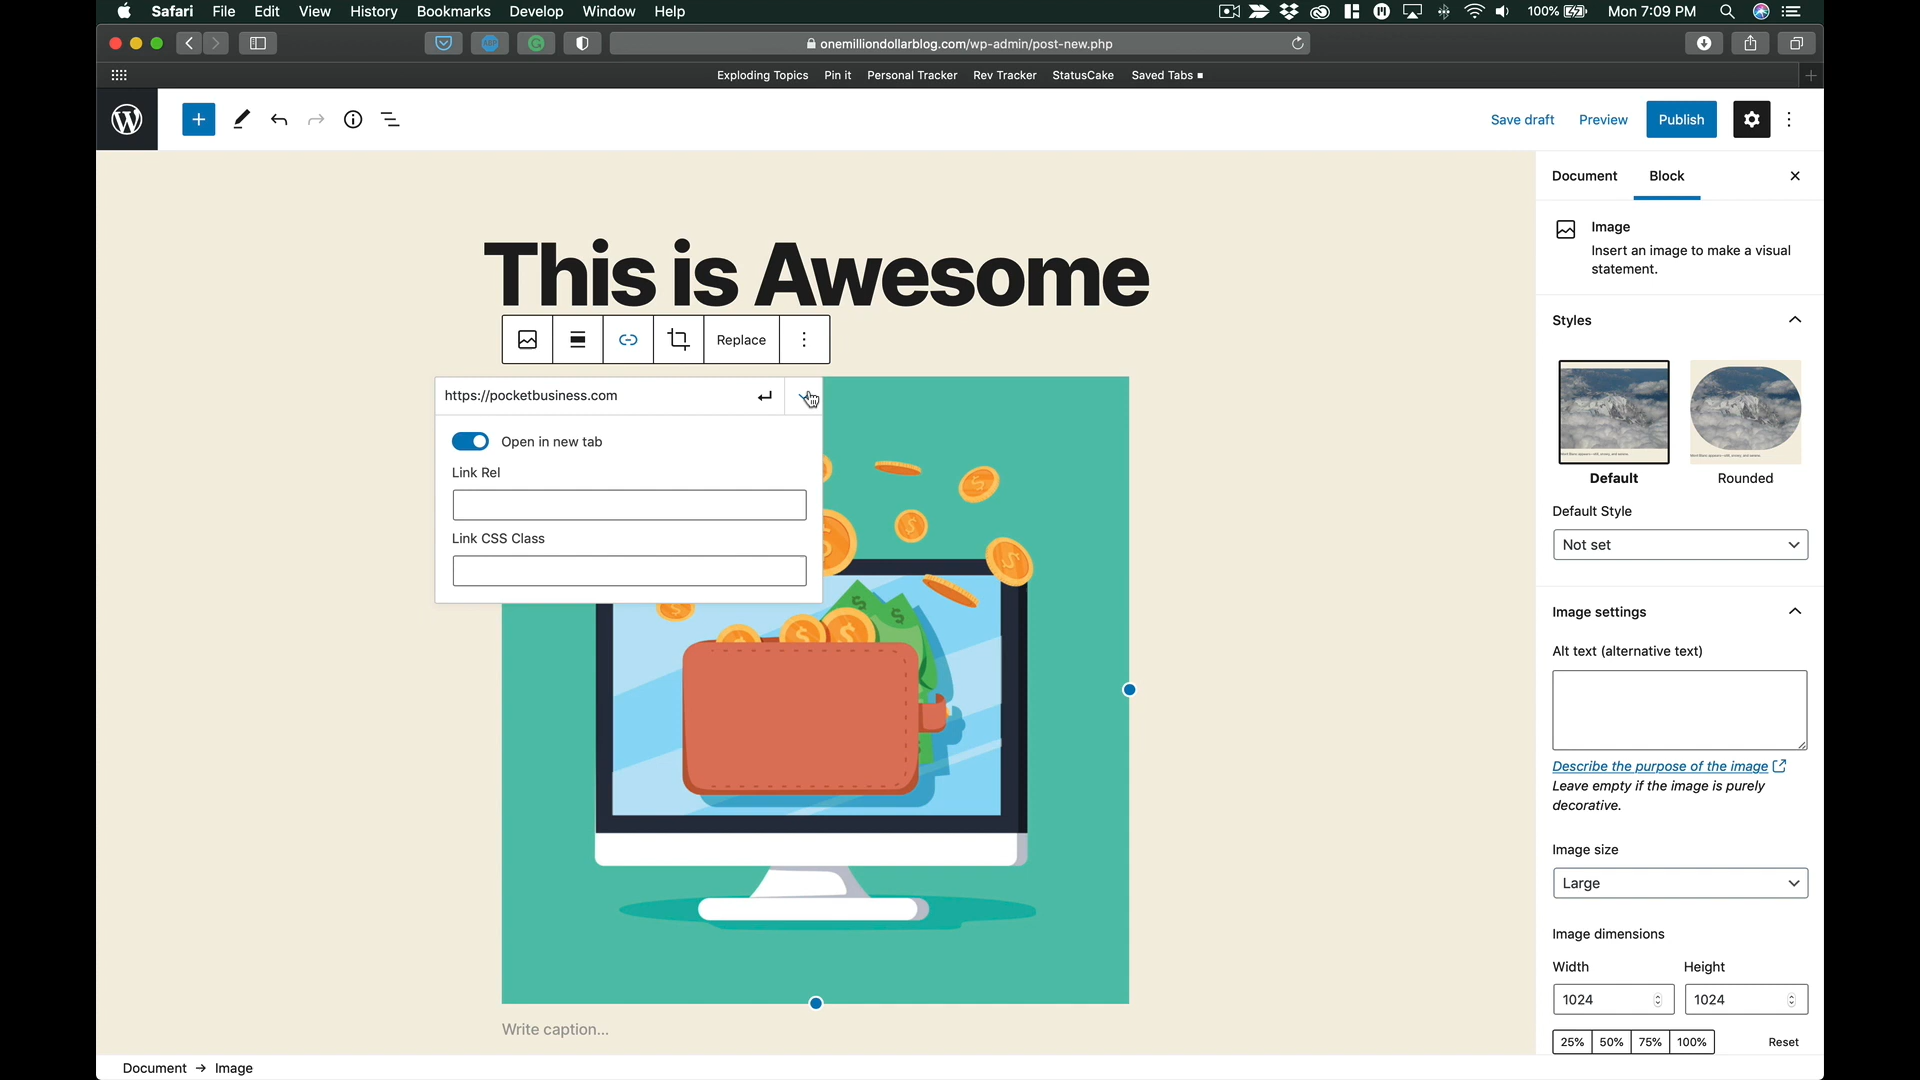 Safari File Edit View History Bookmarks Develop Window Help 100% Mon 7:09 PM
onemilliondollarblog.com/wp-admin/post-new.php
Exploding Topics Pin it Personal Tracker Rev Tracker StatusCake Saved Tabs
Save draft Preview Publish
Document Block
Image
Insert an image to make a visual
statement.
This is Awesome
Replace
https://pocketbusiness.com
Open in new tab
Link Rel
Link CSS Class
Write caption...
Styles
Default Rounded
Default Style
Not set
Image settings
Alt text (alternative text)
Describe the purpose of the image
Leave empty if the image is purely
decorative.
Image size
Large
Image dimensions
Width Height
1024 1024
25% 50% 75% 100% Reset
Document → Image